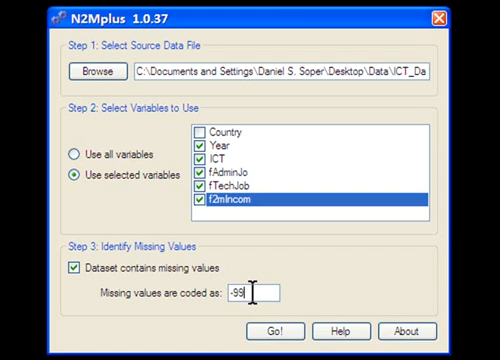 N2Mplus 1.0.37
Step 1: Select Source Data File
Browse
C:\Documents and Settings\Daniel S. Soper\Desktop\Data\ICT_Da
Step 2: Select Variables to Use
Use all variables
Use selected variables
Country
Year
ICT
fAdminJo
fTechJob
f2mIncom
Step 3: Identify Missing Values
Dataset contains missing values
Missing values are coded as: -99
Go! Help About